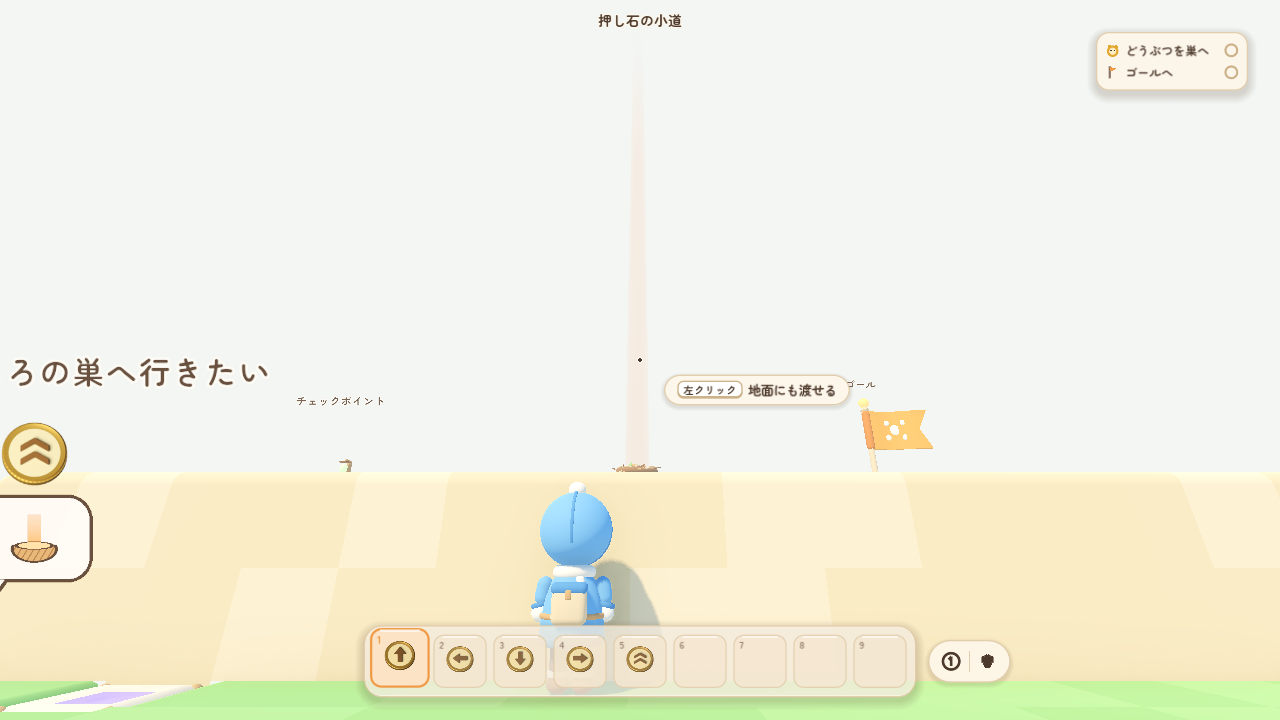 押し石の小道
どうぶつを巣へ
ゴールへ
ろの巣へ行きたい
チェックポイント
左クリック 地面にも渡せる
ゴール
1 2 3 4 5 6 7 8 9
1